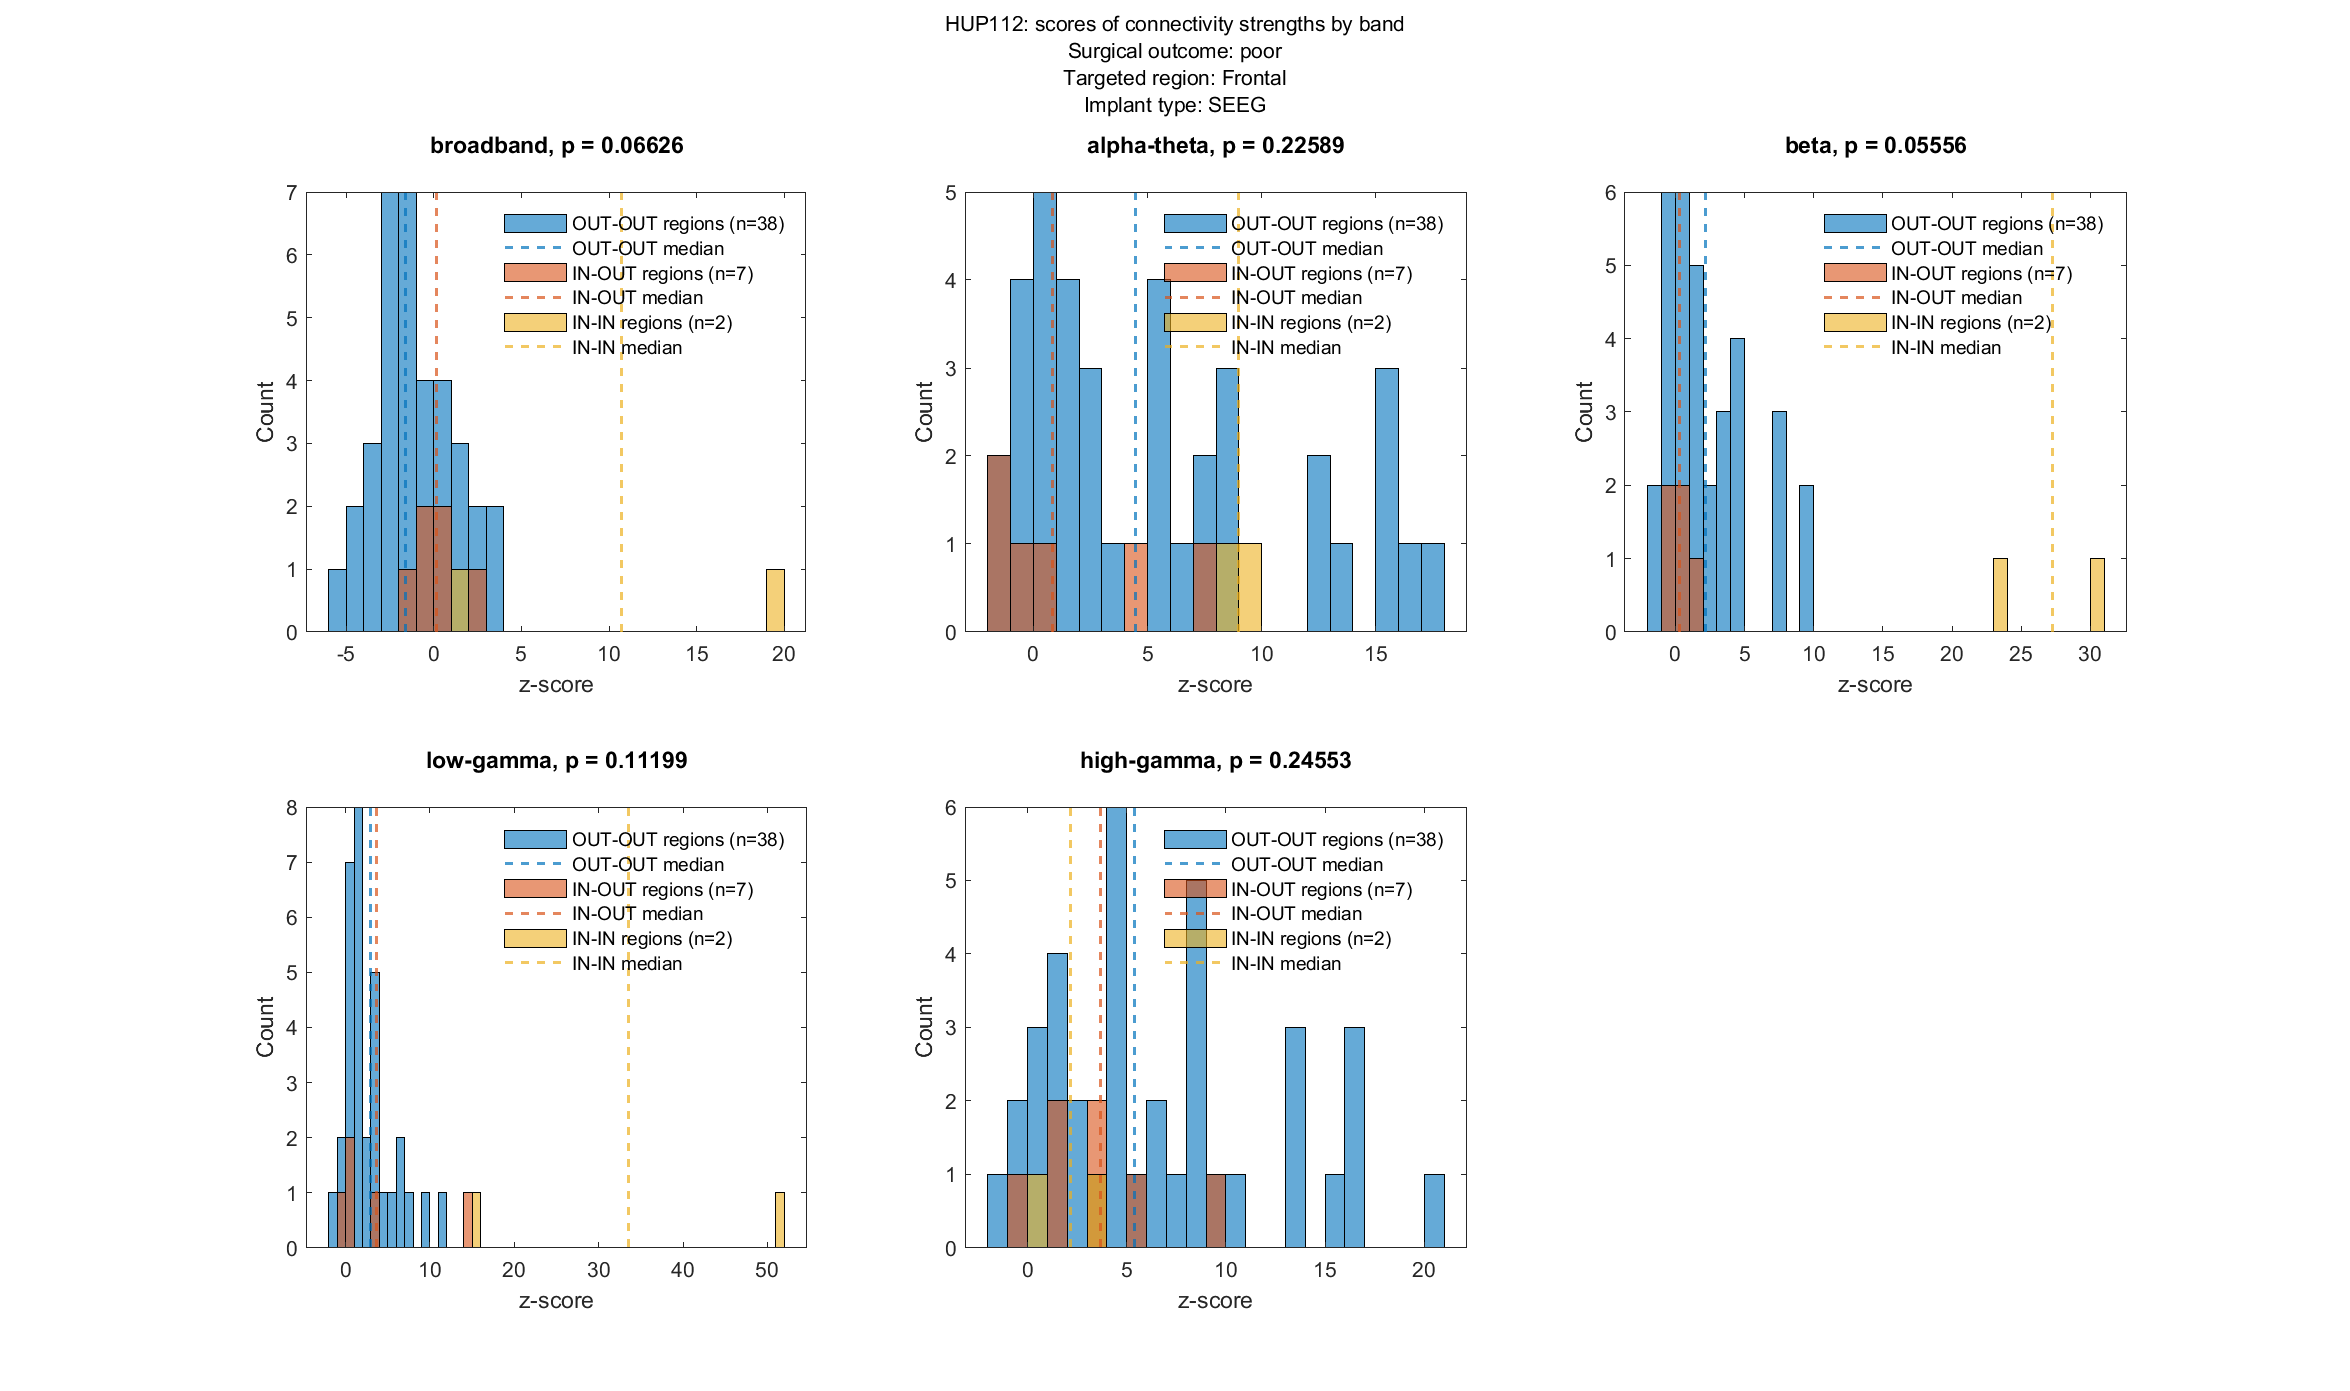 HUP112: scores of connectivity strengths by band
Surgical outcome: poor
Targeted region: Frontal
Implant type: SEEG
broadband, p = 0.06626
7
6
5
4
3
2
1
0
Count
-5 0 5 10 15 20
z-score
OUT-OUT regions (n=38)
OUT-OUT median
IN-OUT regions (n=7)
IN-OUT median
IN-IN regions (n=2)
IN-IN median
alpha-theta, p = 0.22589
5
4
3
2
1
0
Count
0 5 10 15
z-score
OUT-OUT regions (n=38)
OUT-OUT median
IN-OUT regions (n=7)
IN-OUT median
IN-IN regions (n=2)
IN-IN median
beta, p = 0.05556
6
5
4
3
2
1
0
Count
0 5 10 15 20 25 30
z-score
OUT-OUT regions (n=38)
OUT-OUT median
IN-OUT regions (n=7)
IN-OUT median
IN-IN regions (n=2)
IN-IN median
low-gamma, p = 0.11199
8
7
6
5
4
3
2
1
0
Count
0 10 20 30 40 50
z-score
OUT-OUT regions (n=38)
OUT-OUT median
IN-OUT regions (n=7)
IN-OUT median
IN-IN regions (n=2)
IN-IN median
high-gamma, p = 0.24553
6
5
4
3
2
1
0
Count
0 5 10 15 20
z-score
OUT-OUT regions (n=38)
OUT-OUT median
IN-OUT regions (n=7)
IN-OUT median
IN-IN regions (n=2)
IN-IN median